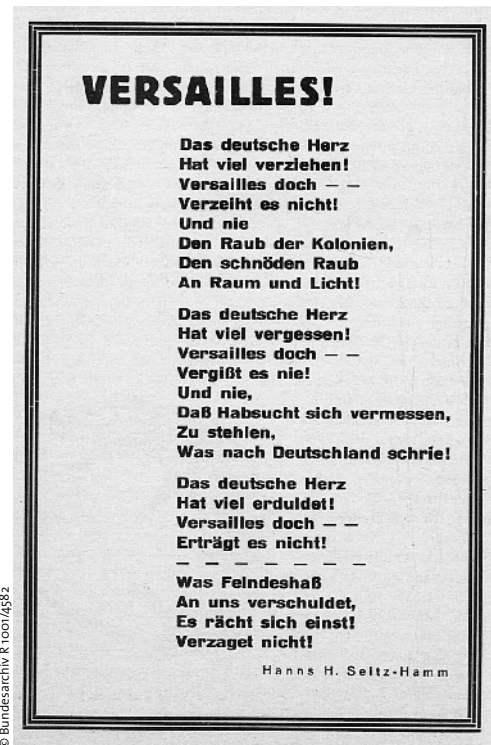 VERSAILLES!
Das deutsche Herz
Hat viel verziehen!
Versailles doch — —
Verzeiht es nicht!
Und nie
Den Raub der Kolonien,
Den schnöden Raub
An Raum und Licht!
Das deutsche Herz
Hat viel vergessen!
Versailles doch — —
Vergißt es nie!
Und nie,
Daß Habsucht sich vermessen,
Zu stehlen,
Was nach Deutschland schrie!
Das deutsche Herz
Hat viel erduldet!
Versailles doch — —
Erträgt es nicht!
— — — — — — —
Was Feindeshaß
An uns verschuldet,
Es rächt sich einst!
Verzaget nicht!
Hanns H. Seitz-Hamm
© Bundesarchiv R 1001/4582